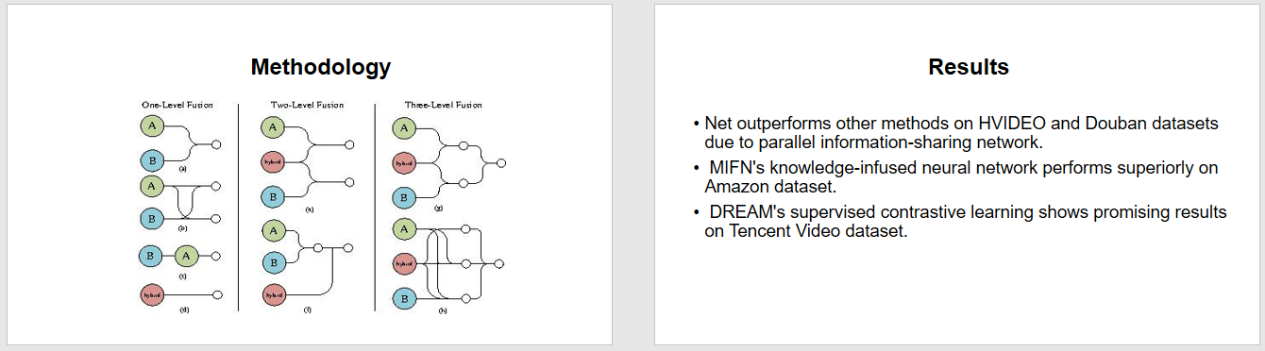 Methodology
One-Level Fusion
Two-Level Fusion
Three-Level Fusion
A
B
(a)
A
B
(b)
B
A
(c)
hybrid
(d)
A
hybrid
B
(e)
A
B
hybrid
(f)
A
hybrid
B
(g)
A
hybrid
B
(h)
Results
• Net outperforms other methods on HVIDEO and Douban datasets
due to parallel information-sharing network.
• MIFN's knowledge-infused neural network performs superiorly on
Amazon dataset.
• DREAM's supervised contrastive learning shows promising results
on Tencent Video dataset.